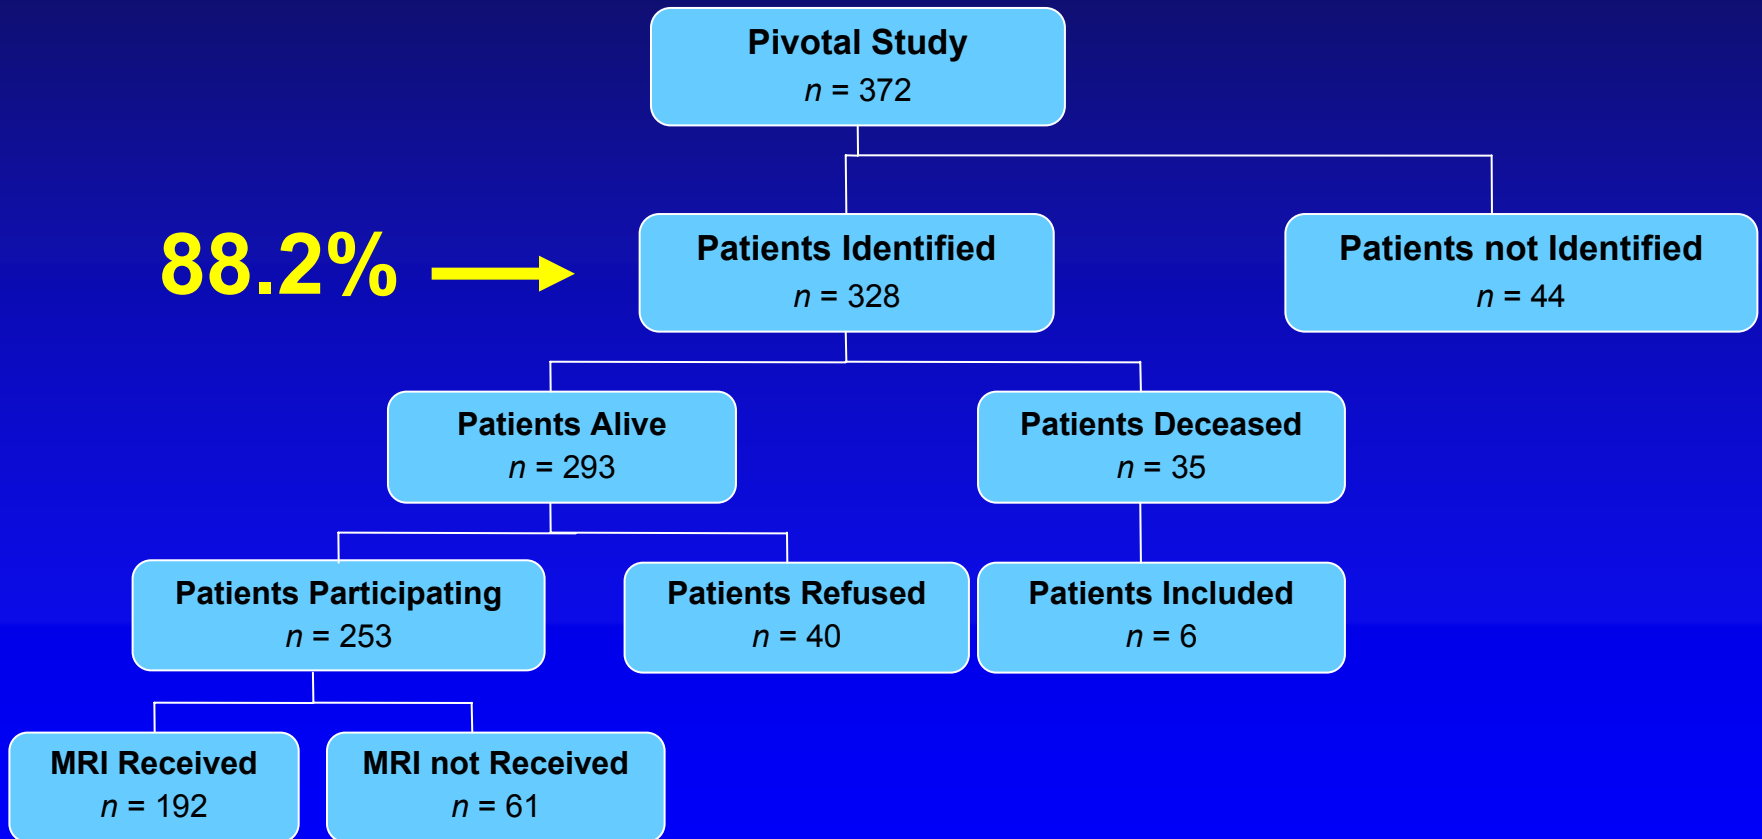 Pivotal Study
n = 372
88.2%
Patients Identified
n = 328
Patients not Identified
n = 44
Patients Alive
n = 293
Patients Deceased
n = 35
Patients Participating
n = 253
Patients Refused
n = 40
Patients Included
n = 6
MRI Received
n = 192
MRI not Received
n = 61